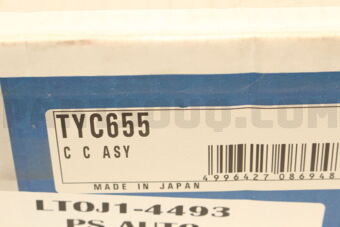 TYC655
C C ASY
4996427 086948
MADE IN JAPAN
LTOJ1-4493
PS AUTO